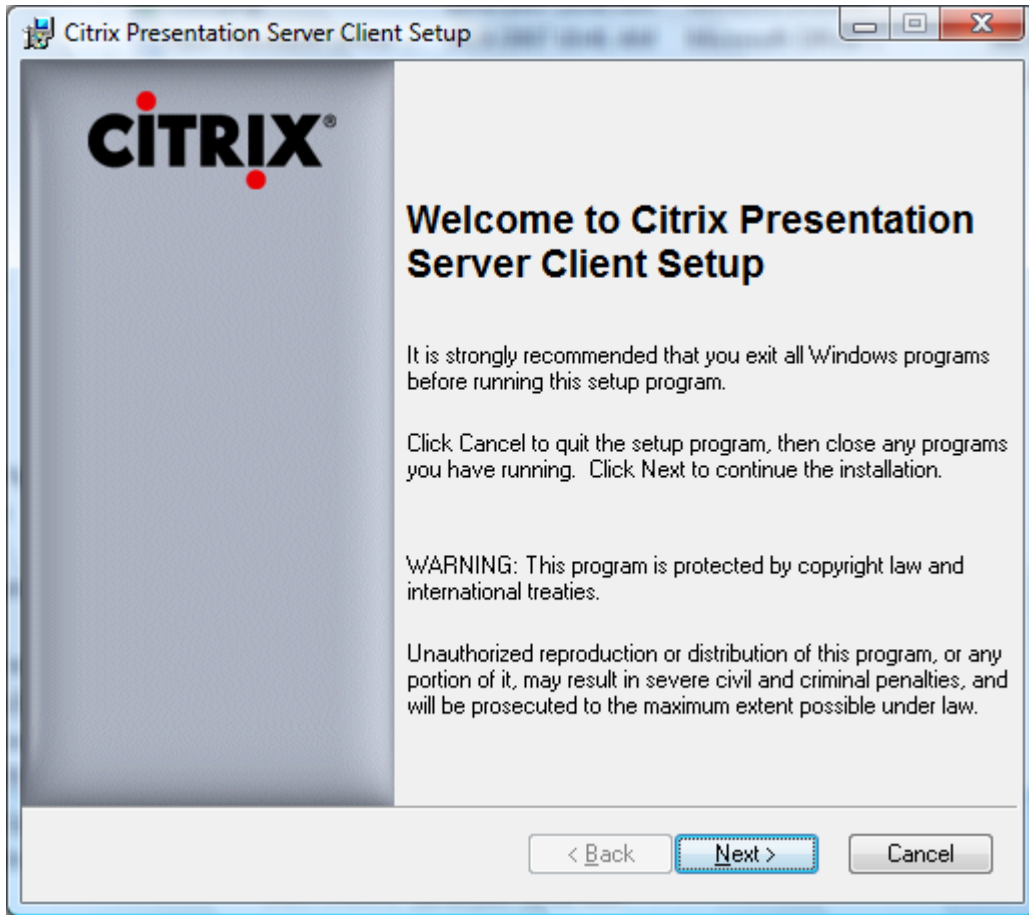 Citrix Presentation Server Client Setup
CITRIX®
Welcome to Citrix Presentation
Server Client Setup
It is strongly recommended that you exit all Windows programs
before running this setup program.
Click Cancel to quit the setup program, then close any programs
you have running.  Click Next to continue the installation.
WARNING: This program is protected by copyright law and
international treaties.
Unauthorized reproduction or distribution of this program, or any
portion of it, may result in severe civil and criminal penalties, and
will be prosecuted to the maximum extent possible under law.
< Back Next > Cancel